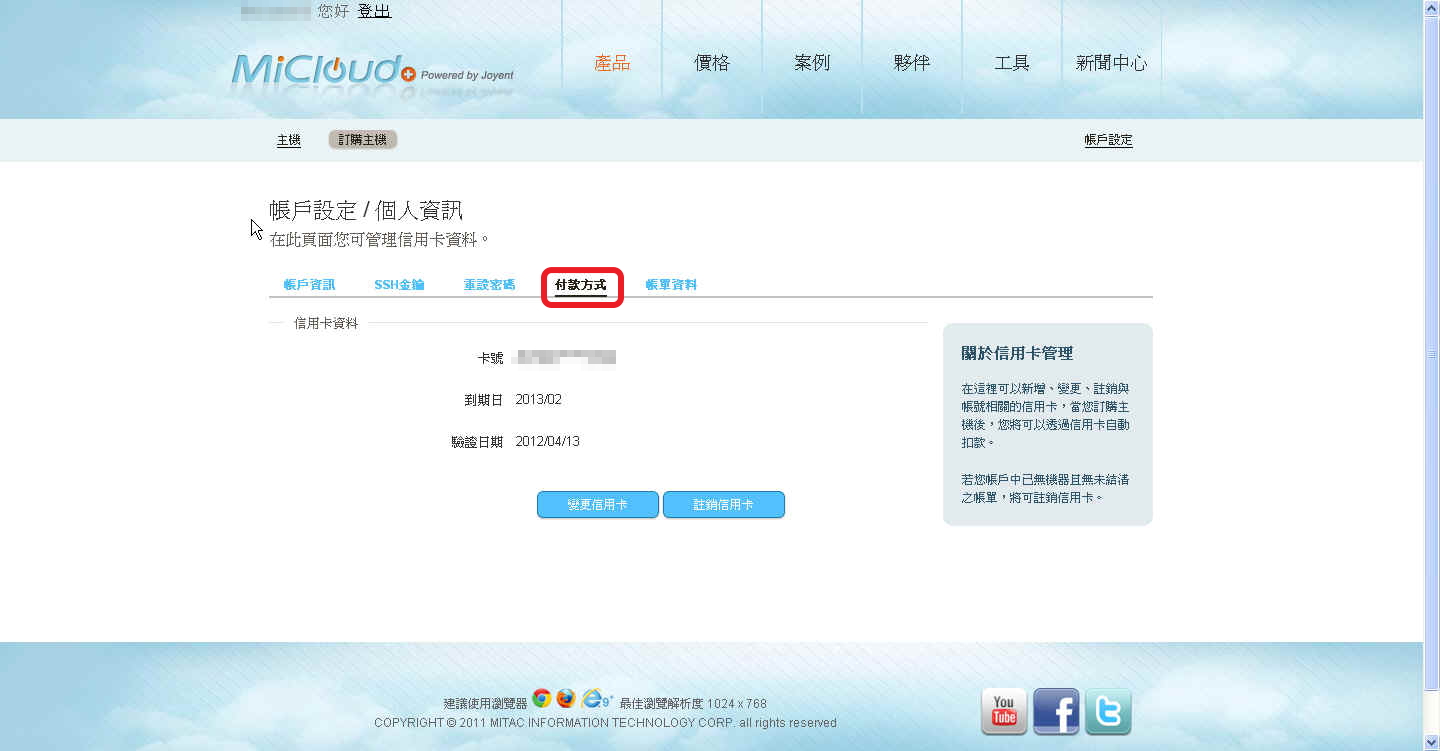 您好 登出
MiCloud Powered by Joyent
產品 價格 案例 夥伴 工具 新聞中心
主機 訂購主機 帳戶設定
帳戶設定 / 個人資訊
在此頁面您可管理信用卡資料。
帳戶資訊 SSH金鑰 重設密碼 付款方式 帳單資料
信用卡資料
卡號
到期日 2013/02
驗證日期 2012/04/13
變更信用卡 註銷信用卡
關於信用卡管理
在這裡可以新增、變更、註銷與
帳號相關的信用卡，當您訂購主
機後，您將可以透過信用卡自動
扣款。
若您帳戶中已無機器且無未結清
之帳單，將可註銷信用卡。
建議使用瀏覽器 9+ 最佳瀏覽解析度 1024 x 768
COPYRIGHT © 2011 MITAC INFORMATION TECHNOLOGY CORP. all rights reserved
You
Tube